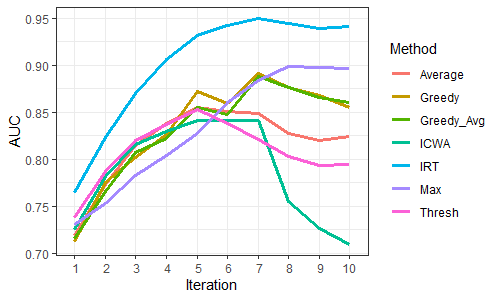 0.95
0.90
0.85
0.80
0.75
0.70
AUC
1 2 3 4 5 6 7 8 9 10
Iteration
Method
Average
Greedy
Greedy_Avg
ICWA
IRT
Max
Thresh